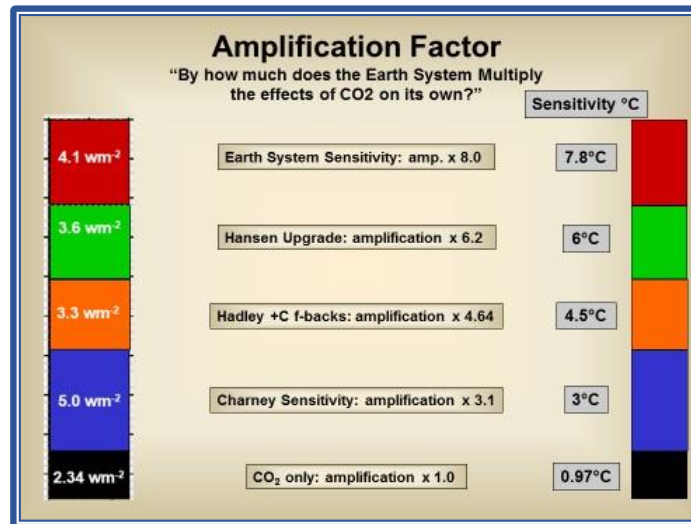 Amplification Factor
“By how much does the Earth System Multiply
the effects of CO2 on its own?”
Sensitivity °C
4.1 wm⁻²
Earth System Sensitivity: amp. x 8.0
7.8°C
3.6 wm⁻²
Hansen Upgrade: amplification x 6.2
6°C
3.3 wm⁻²
Hadley +C f-backs: amplification x 4.64
4.5°C
5.0 wm⁻²
Charney Sensitivity: amplification x 3.1
3°C
2.34 wm⁻²
CO₂ only: amplification x 1.0
0.97°C